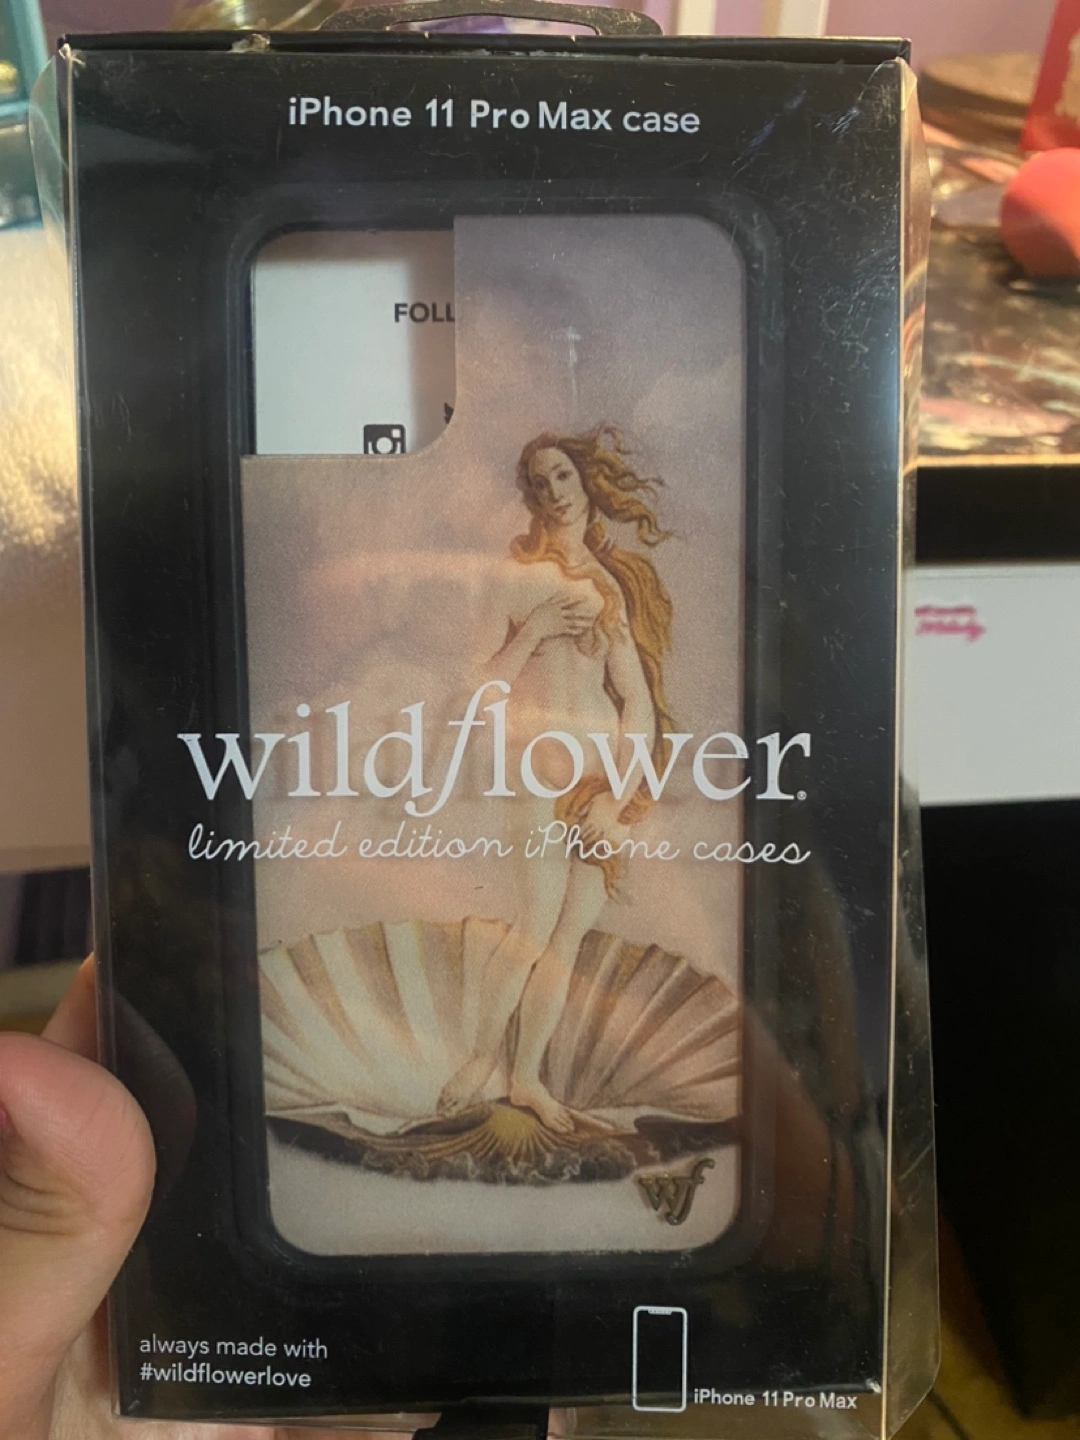 iPhone 11 Pro Max case
FOLL
wildflower®
limited edition iPhone cases
wf
always made with
#wildflowerlove
iPhone 11 Pro Max